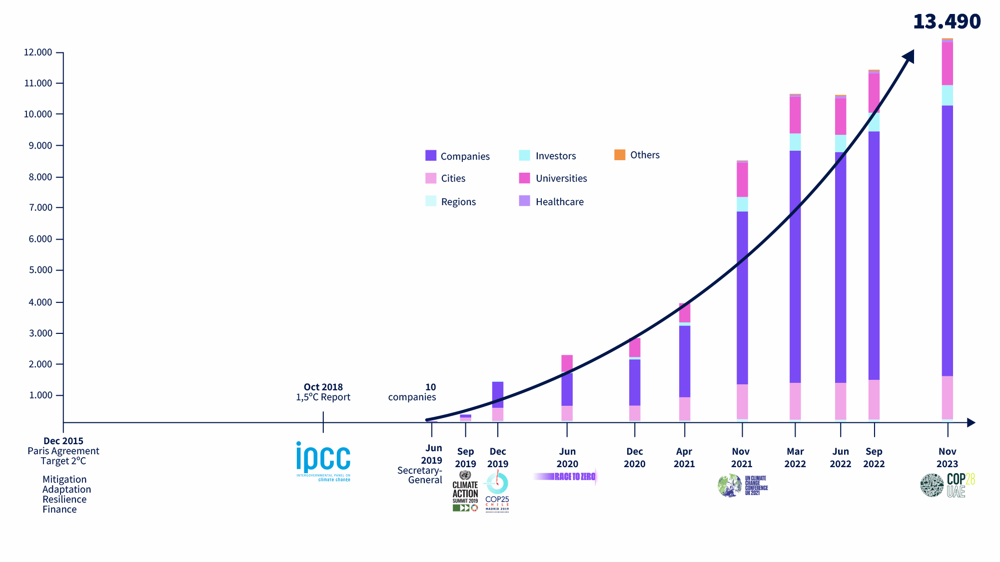 13.490
12.000
11.000
10.000
9.000
8.000
7.000
6.000
5.000
4.000
3.000
2.000
1.000
Companies
Cities
Regions
Investors
Universities
Healthcare
Others
Oct 2018
1,5ºC Report
10
companies
Dec 2015
Paris Agreement
Target 2ºC
Mitigation
Adaptation
Resilience
Finance
ipcc
INTERGOVERNMENTAL PANEL ON
climate change
Jun
2019
Secretary-
General
Sep
2019
CLIMATE
ACTION
SUMMIT 2019
Dec
2019
COP25
CHILE
MADRID 2019
Jun
2020
RACE TO ZERO
Dec
2020
Apr
2021
Nov
2021
UN CLIMATE
CHANGE
CONFERENCE
UK 2021
Mar
2022
Jun
2022
Sep
2022
Nov
2023
COP28
UAE